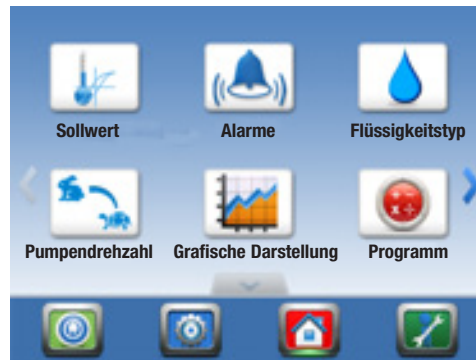 Sollwert Alarme Flüssigkeitstyp
Pumpendrehzahl Grafische Darstellung Programm